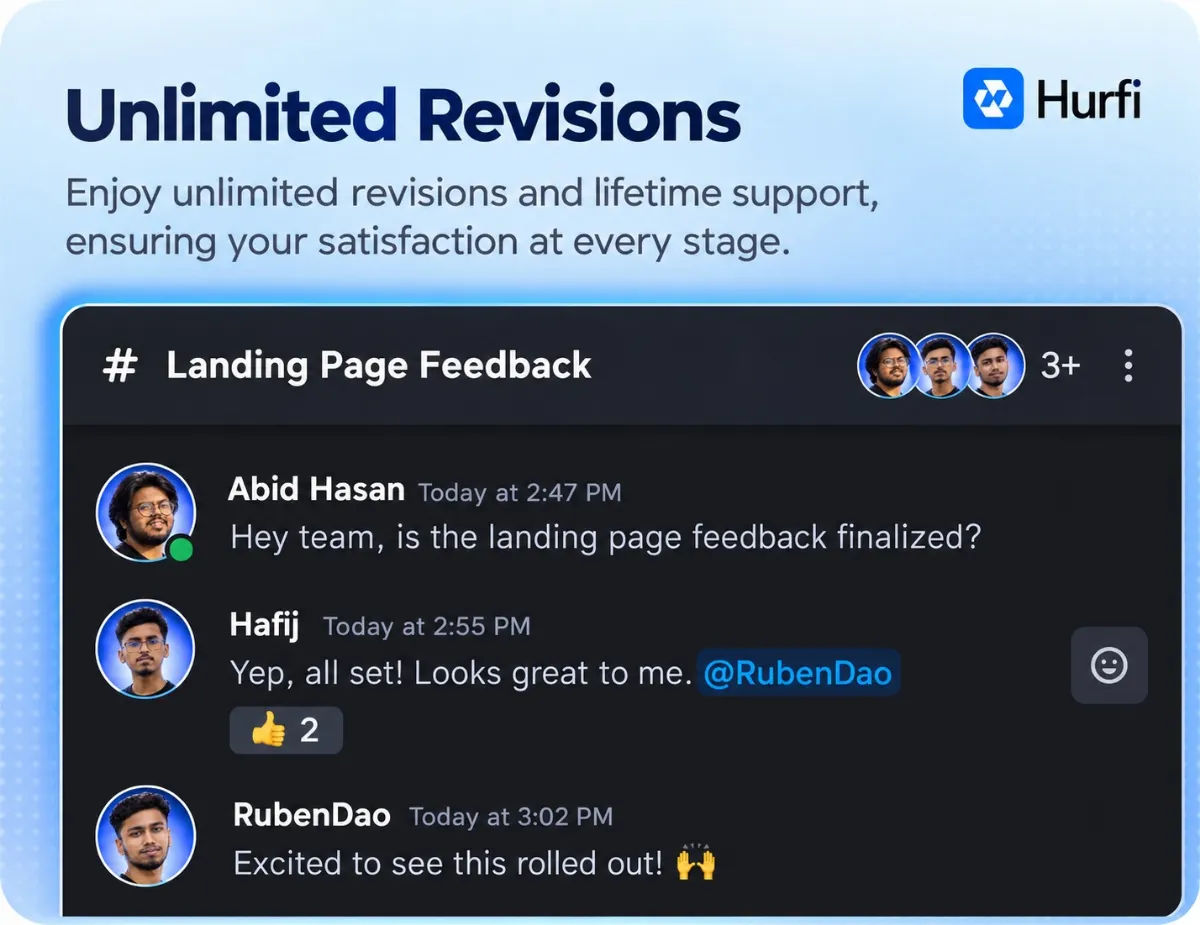 Unlimited Revisions
Hurfi
Enjoy unlimited revisions and lifetime support,
ensuring your satisfaction at every stage.
# Landing Page Feedback
3+
Abid Hasan Today at 2:47 PM
Hey team, is the landing page feedback finalized?
Hafij Today at 2:55 PM
Yep, all set! Looks great to me. @RubenDao
👍 2
RubenDao Today at 3:02 PM
Excited to see this rolled out! 🙌